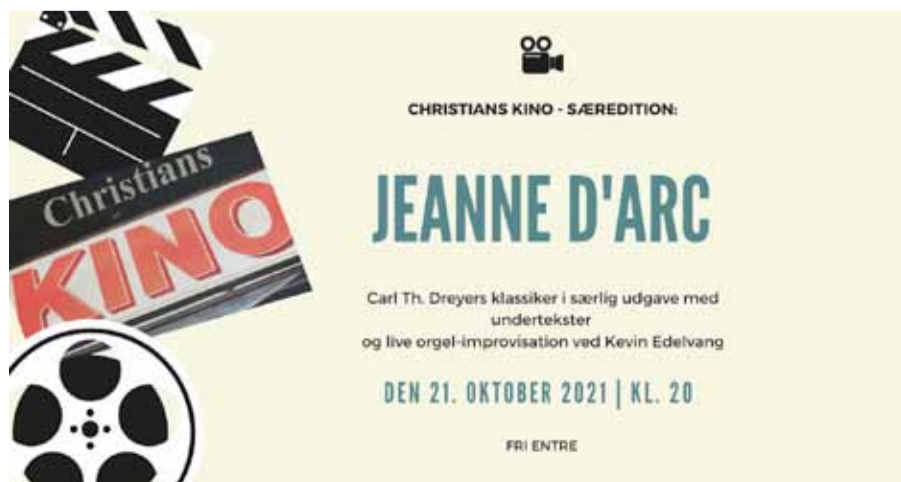 CHRISTIANS KINO - SÆREDITION:
Christians
KINO
JEANNE D'ARC
Carl Th. Dreyers klassiker i særlig udgave med
undertekster
og live orgel-improvisation ved Kevin Edelvang
DEN 21. OKTOBER 2021 | KL. 20
FRI ENTRE